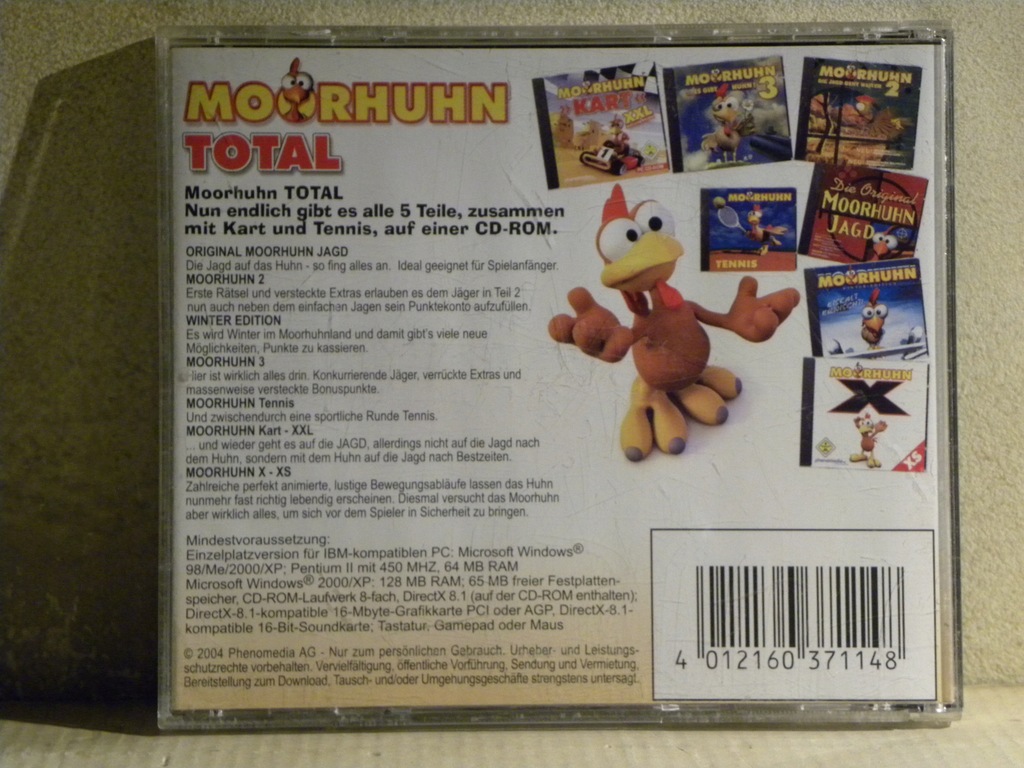 MOORHUHN
TOTAL
Moorhuhn TOTAL
Nun endlich gibt es alle 5 Teile, zusammen
mit Kart und Tennis, auf einer CD-ROM.
ORIGINAL MOORHUHN JAGD
Die Jagd auf das Huhn - so fing alles an. Ideal geeignet für Spielanfänger.
MOORHUHN 2
Erste Rätsel und versteckte Extras erlauben es dem Jäger in Teil 2
nun auch neben dem einfachen Jagen sein Punktekonto aufzufüllen.
WINTER EDITION
Es wird Winter im Moorhuhnland und damit gibt's viele neue
Möglichkeiten, Punkte zu kassieren.
MOORHUHN 3
Hier ist wirklich alles drin. Konkurrierende Jäger, verrückte Extras und
massenweise versteckte Bonuspunkte.
MOORHUHN Tennis
Und zwischendurch eine sportliche Runde Tennis.
MOORHUHN Kart - XXL
... und wieder geht es auf die JAGD, allerdings nicht auf die Jagd nach
dem Huhn, sondern mit dem Huhn auf die Jagd nach Bestzeiten.
MOORHUHN X - XS
Zahlreiche perfekt animierte, lustige Bewegungsabläufe lassen das Huhn
nunmehr fast richtig lebendig erscheinen. Diesmal versucht das Moorhuhn
aber wirklich alles, um sich vor dem Spieler in Sicherheit zu bringen.
Mindestvoraussetzung:
Einzelplatzversion für IBM-kompatiblen PC: Microsoft Windows®
98/Me/2000/XP; Pentium II mit 450 MHZ, 64 MB RAM
Microsoft Windows® 2000/XP: 128 MB RAM; 65 MB freier Festplatten-
speicher, CD-ROM-Laufwerk 8-fach, DirectX 8.1 (auf der CD-ROM enthalten);
DirectX-8.1-kompatible 16-Mbyte-Grafikkarte PCI oder AGP, DirectX-8.1-
kompatible 16-Bit-Soundkarte; Tastatur, Gamepad oder Maus
© 2004 Phenomedia AG - Nur zum persönlichen Gebrauch. Urheber- und Leistungs-
schutzrechte vorbehalten. Vervielfältigung, öffentliche Vorführung, Sendung und Vermietung,
Bereitstellung zum Download, Tausch- und/oder Umgehungsgeschäfte strengstens untersagt.
MOORHUHN
KART
XXL
MOORHUHN
3
MOORHUHN
2
MOORHUHN
TENNIS
Die Original
MOORHUHN
JAGD
MOORHUHN
MOORHUHN
X
XS
4 012160 371148